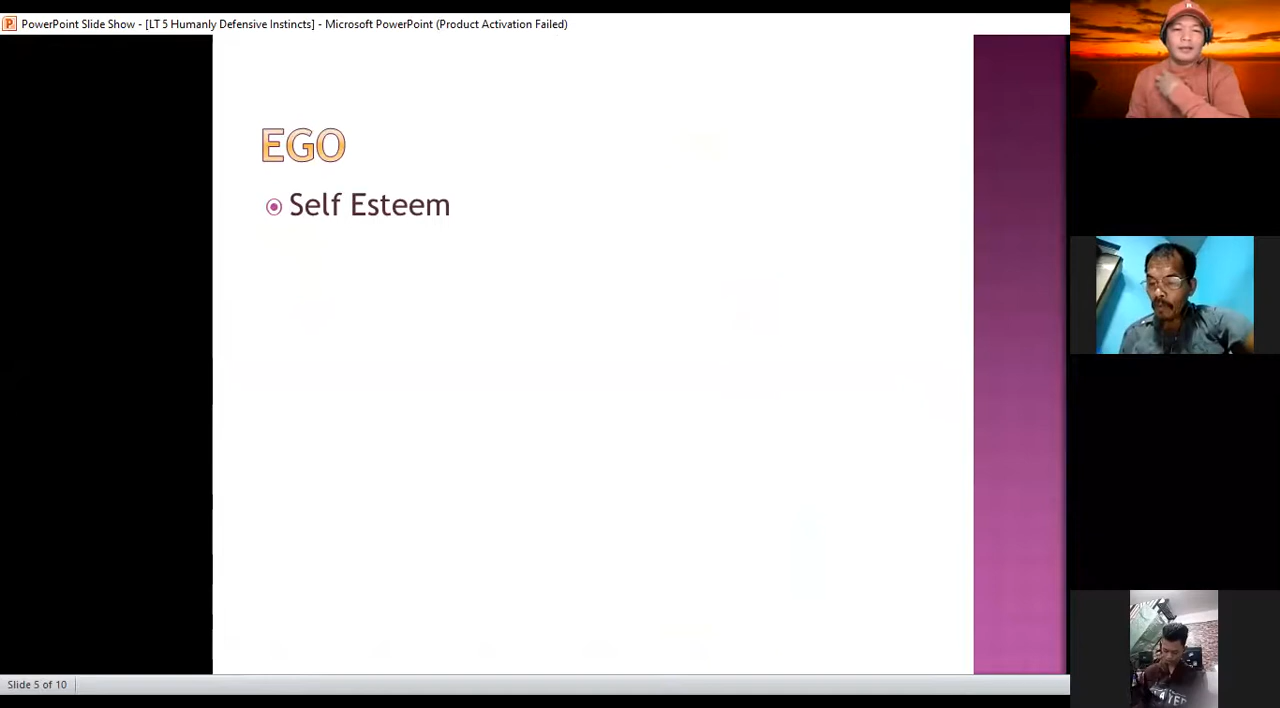 PowerPoint Slide Show - [LT 5 Humanly Defensive Instincts] - Microsoft PowerPoint (Product Activation Failed)
EGO
Self Esteem
Slide 5 of 10